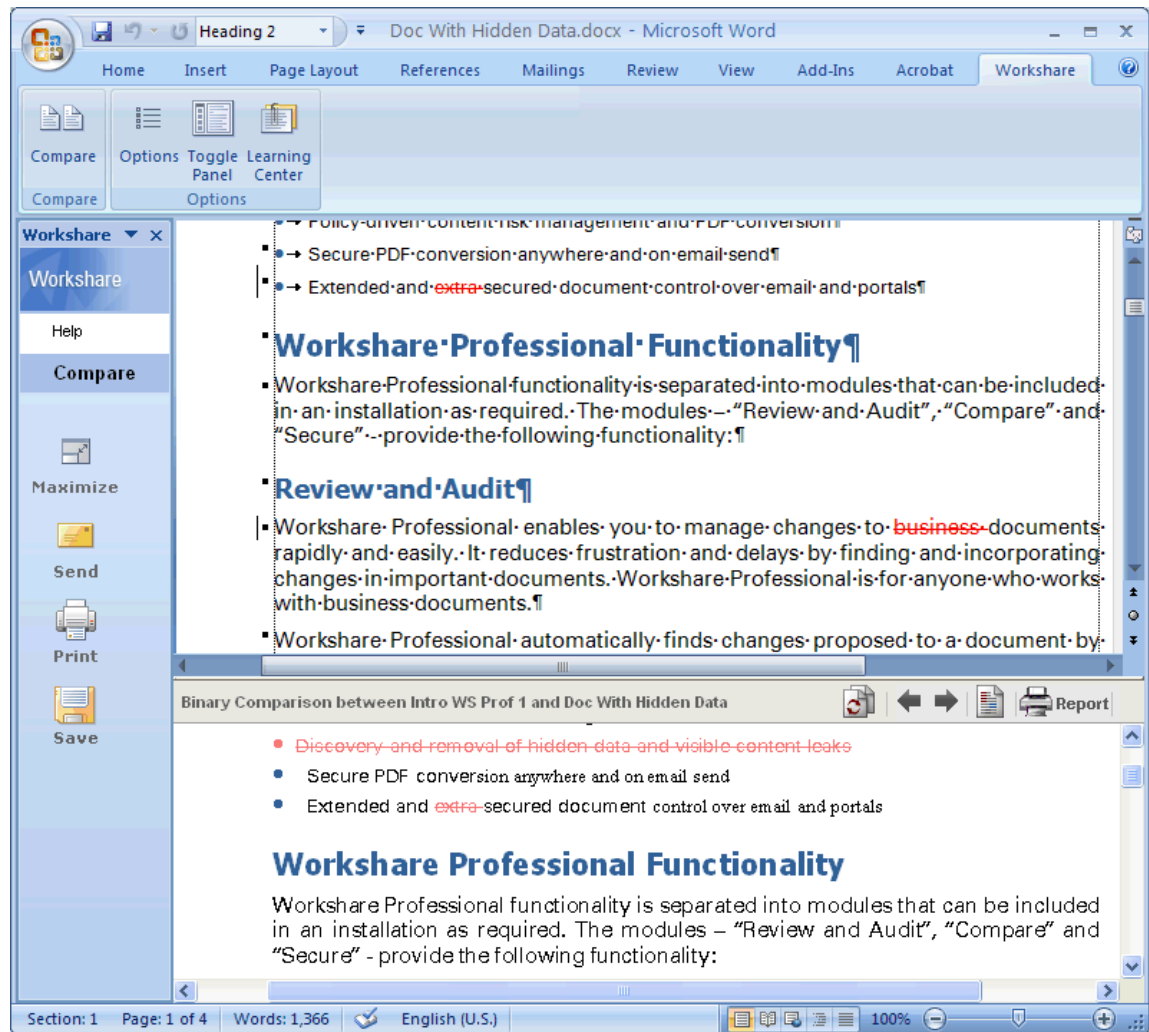 Heading 2
Doc With Hidden Data.docx - Microsoft Word
Home Insert Page Layout References Mailings Review View Add-Ins Acrobat Workshare
Compare
Options
Toggle Panel
Learning Center
Compare
Options
Workshare
Workshare
Help
Compare
Maximize
Send
Print
Save
Policy-driven·content·risk·management·and·PDF·conversion¶
Secure·PDF·conversion·anywhere·and·on·email·send¶
Extended·and·extra·secured·document·control·over·email·and·portals¶
Workshare·Professional·Functionality¶
Workshare·Professional·functionality·is·separated·into·modules·that·can·be·included·
in·an·installation·as·required.·The·modules·–·“Review·and·Audit”,·“Compare”·and·
“Secure”·-·provide·the·following·functionality:¶
Review·and·Audit¶
Workshare·Professional·enables·you·to·manage·changes·to·business·documents·
rapidly·and·easily.·It·reduces·frustration·and·delays·by·finding·and·incorporating·
changes·in·important·documents.·Workshare·Professional·is·for·anyone·who·works·
with·business·documents.¶
Workshare·Professional·automatically·finds·changes·proposed·to·a·document·by·
Binary Comparison between Intro WS Prof 1 and Doc With Hidden Data
Report
Discovery and removal of hidden data and visible content leaks
Secure PDF conversion anywhere and on email send
Extended and extra secured document control over email and portals
Workshare Professional Functionality
Workshare Professional functionality is separated into modules that can be included
in an installation as required. The modules – “Review and Audit”, “Compare” and
“Secure” - provide the following functionality:
Section: 1 Page: 1 of 4 Words: 1,366 English (U.S.) 100%